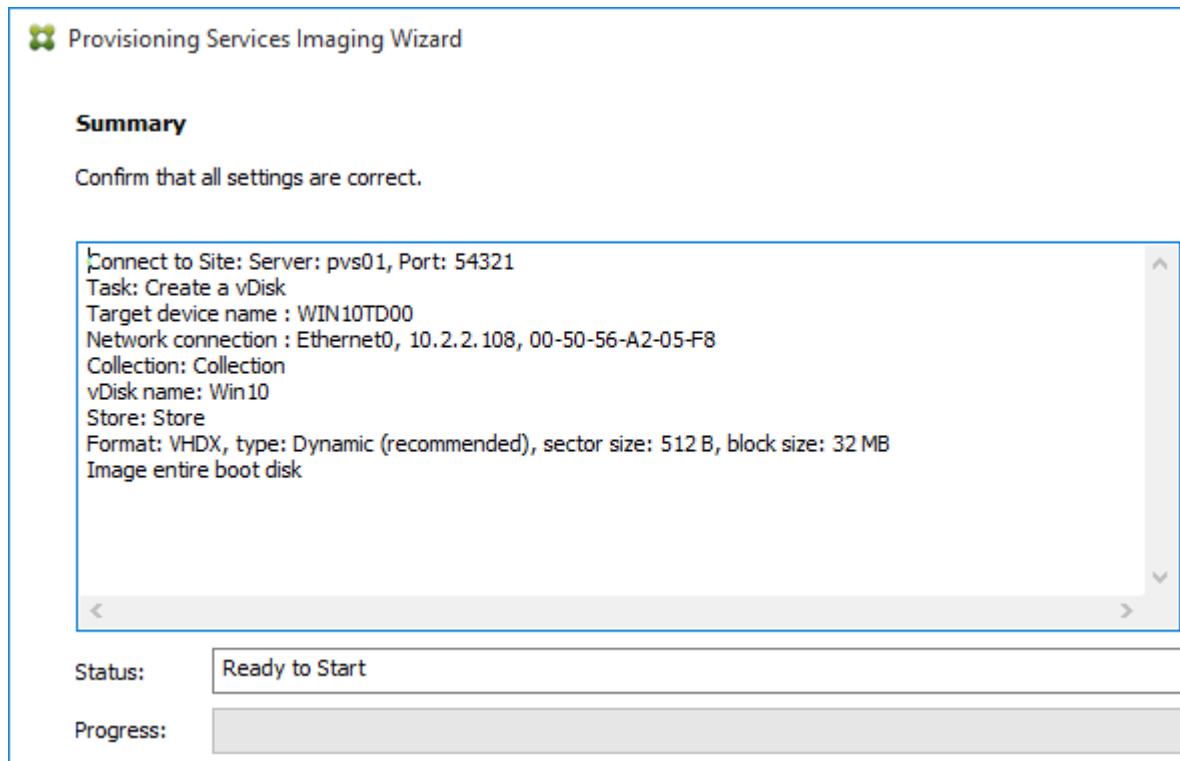 Provisioning Services Imaging Wizard
Summary
Confirm that all settings are correct.
Connect to Site: Server: pvs01, Port: 54321
Task: Create a vDisk
Target device name : WIN10TD00
Network connection : Ethernet0, 10.2.2.108, 00-50-56-A2-05-F8
Collection: Collection
vDisk name: Win10
Store: Store
Format: VHDX, type: Dynamic (recommended), sector size: 512 B, block size: 32 MB
Image entire boot disk
Status: Ready to Start
Progress: